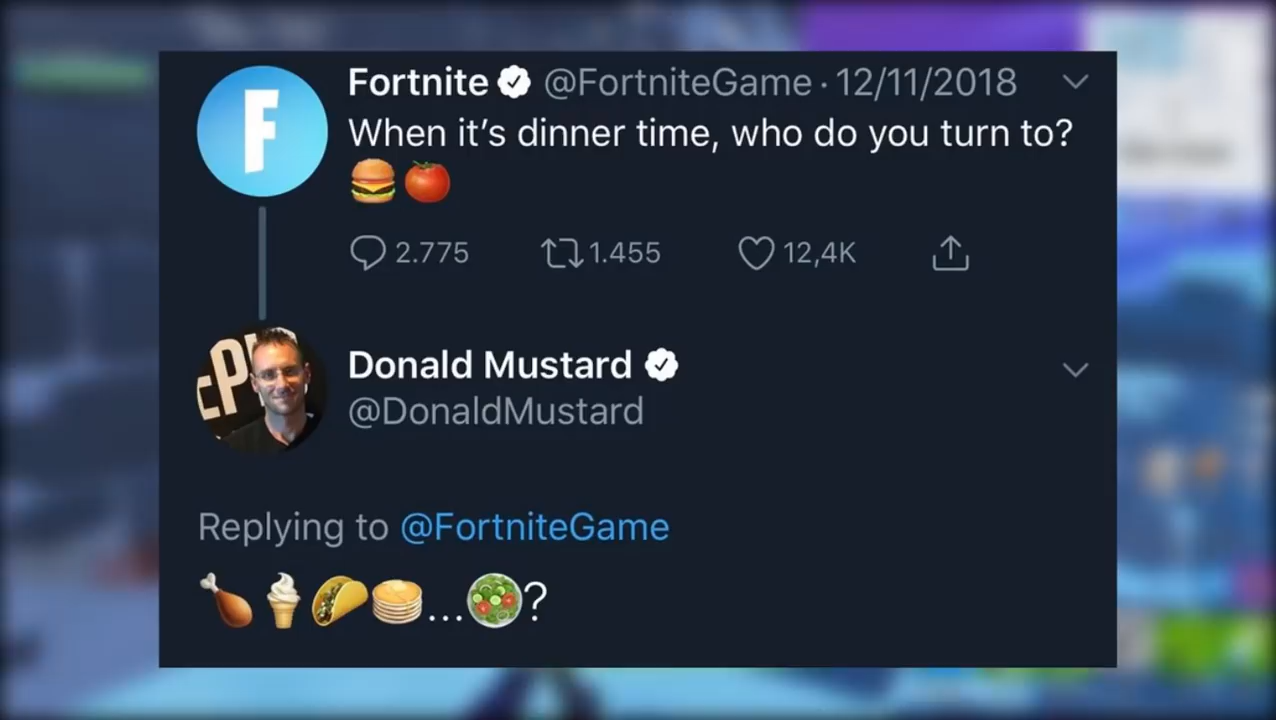 Fortnite @FortniteGame · 12/11/2018
When it's dinner time, who do you turn to?
🍔🍅
2.775 1.455 12,4K
Donald Mustard
@DonaldMustard
Replying to @FortniteGame
🍗🍦🌮🥞...🥗?